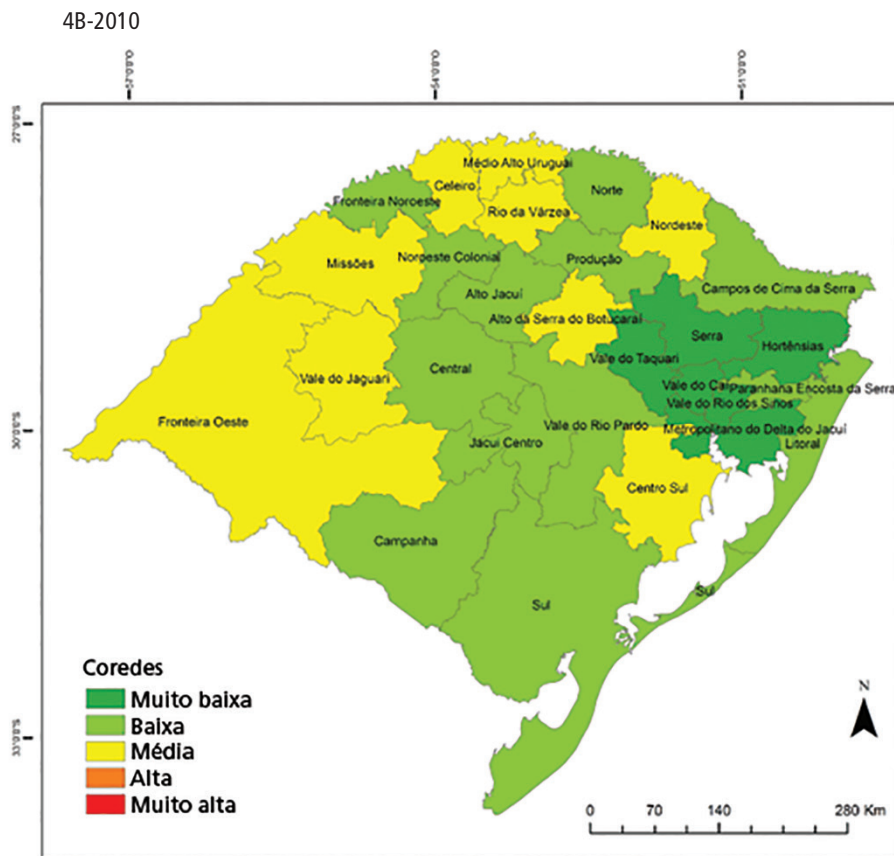 4B-2010
57°0'0"
54°0'0"
51°0'0"
27°0'0"S
30°0'0"S
33°0'0"S
Médio Alto Uruguai
Celeiro
Norte
Fronteira Noroeste
Rio da Várzea
Nordeste
Noroeste Colonial
Produção
Missões
Campos de Cima da Serra
Alto Jacuí
Alto da Serra do Botucaraí
Serra
Hortênsias
Vale do Taquari
Central
Vale do Jaguari
Vale do Caí
Paranhana Encosta da Serra
Vale do Rio dos Sinos
Fronteira Oeste
Vale do Rio Pardo
Metropolitano do Delta do Jacuí
Jacuí Centro
Litoral
Centro Sul
Campanha
Sul
Sul
Coredes
Muito baixa
Baixa
Média
Alta
Muito alta
N
0 70 140 280 Km